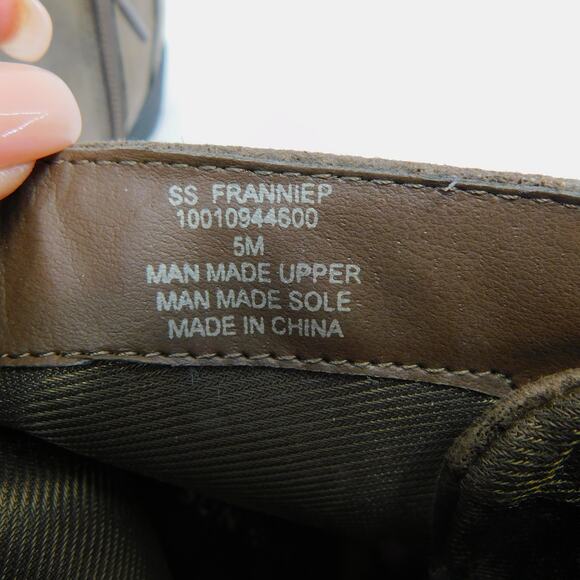 SS FRANNIEP
10010944600
5M
MAN MADE UPPER
MAN MADE SOLE
MADE IN CHINA